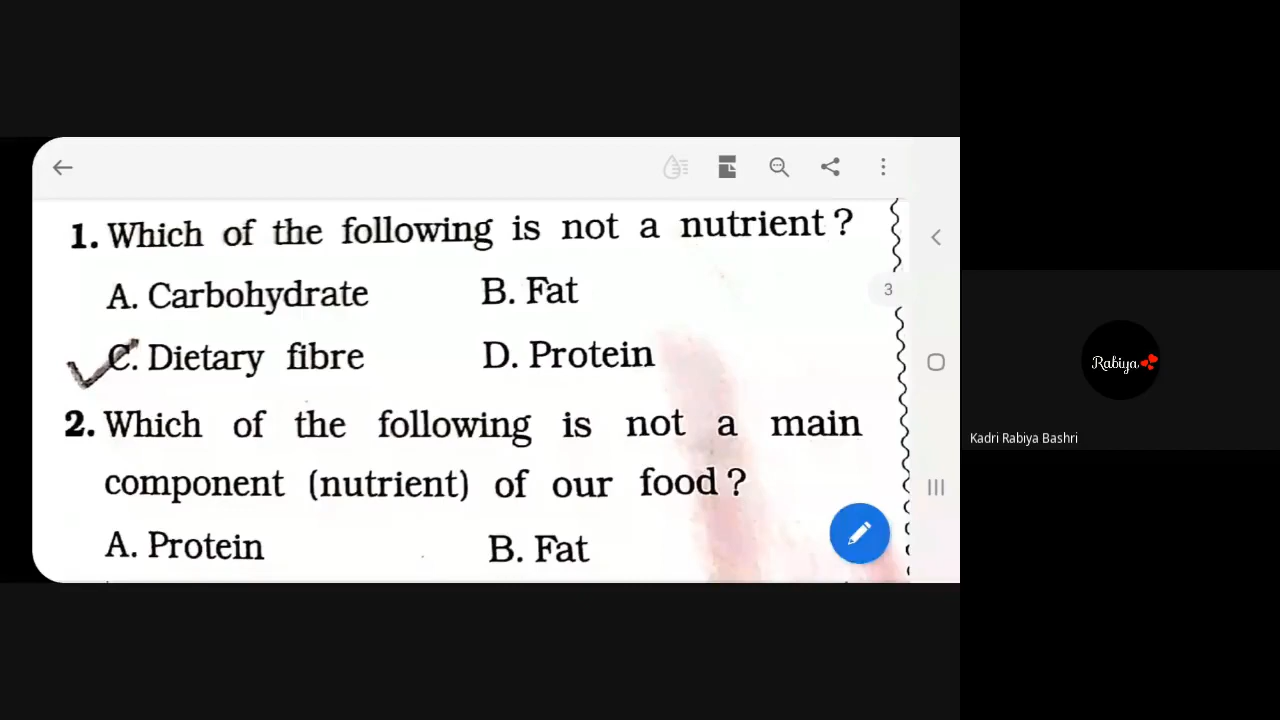 3
1. Which of the following is not a nutrient ?
A. Carbohydrate B. Fat
C. Dietary fibre D. Protein
2. Which of the following is not a main
component (nutrient) of our food ?
A. Protein B. Fat
Rabiya
Kadri Rabiya Bashri